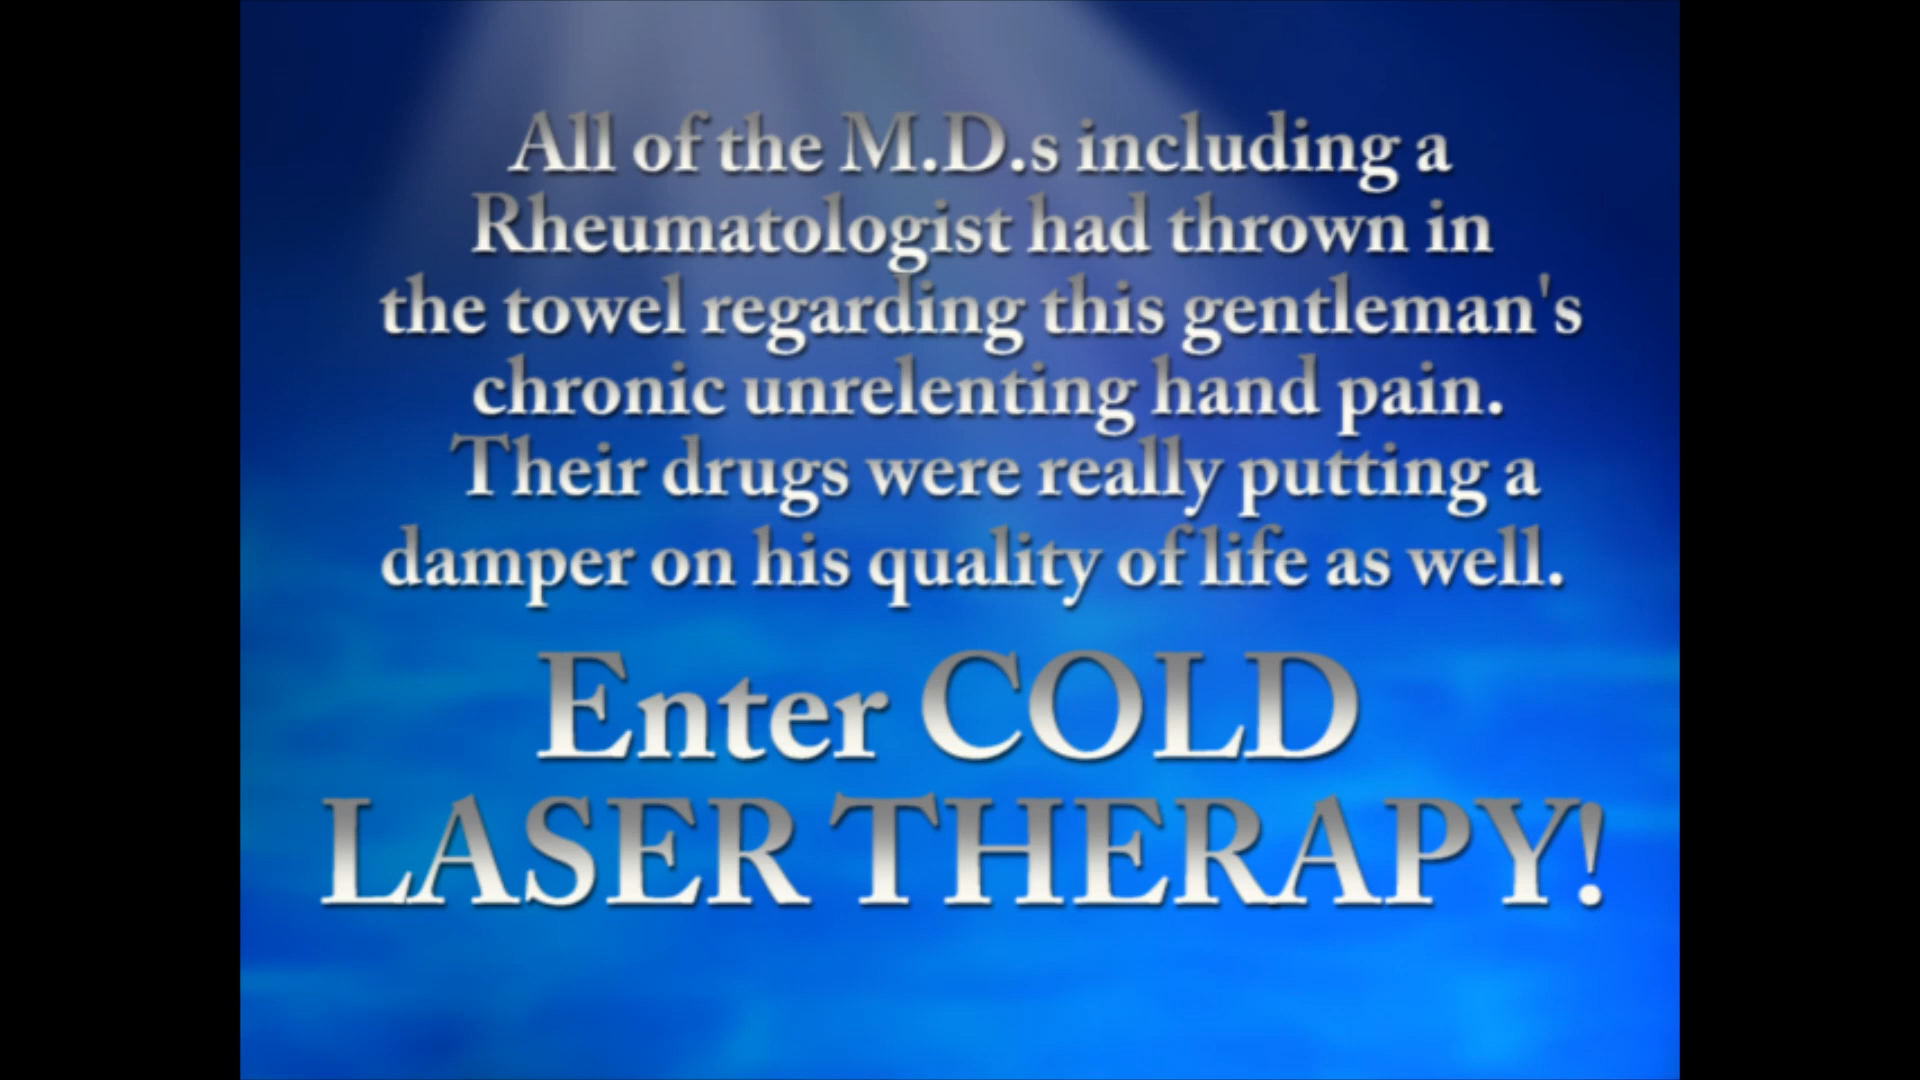 All of the M.D.s including a
Rheumatologist had thrown in
the towel regarding this gentleman's
chronic unrelenting hand pain.
Their drugs were really putting a
damper on his quality of life as well.
Enter COLD
LASER THERAPY!